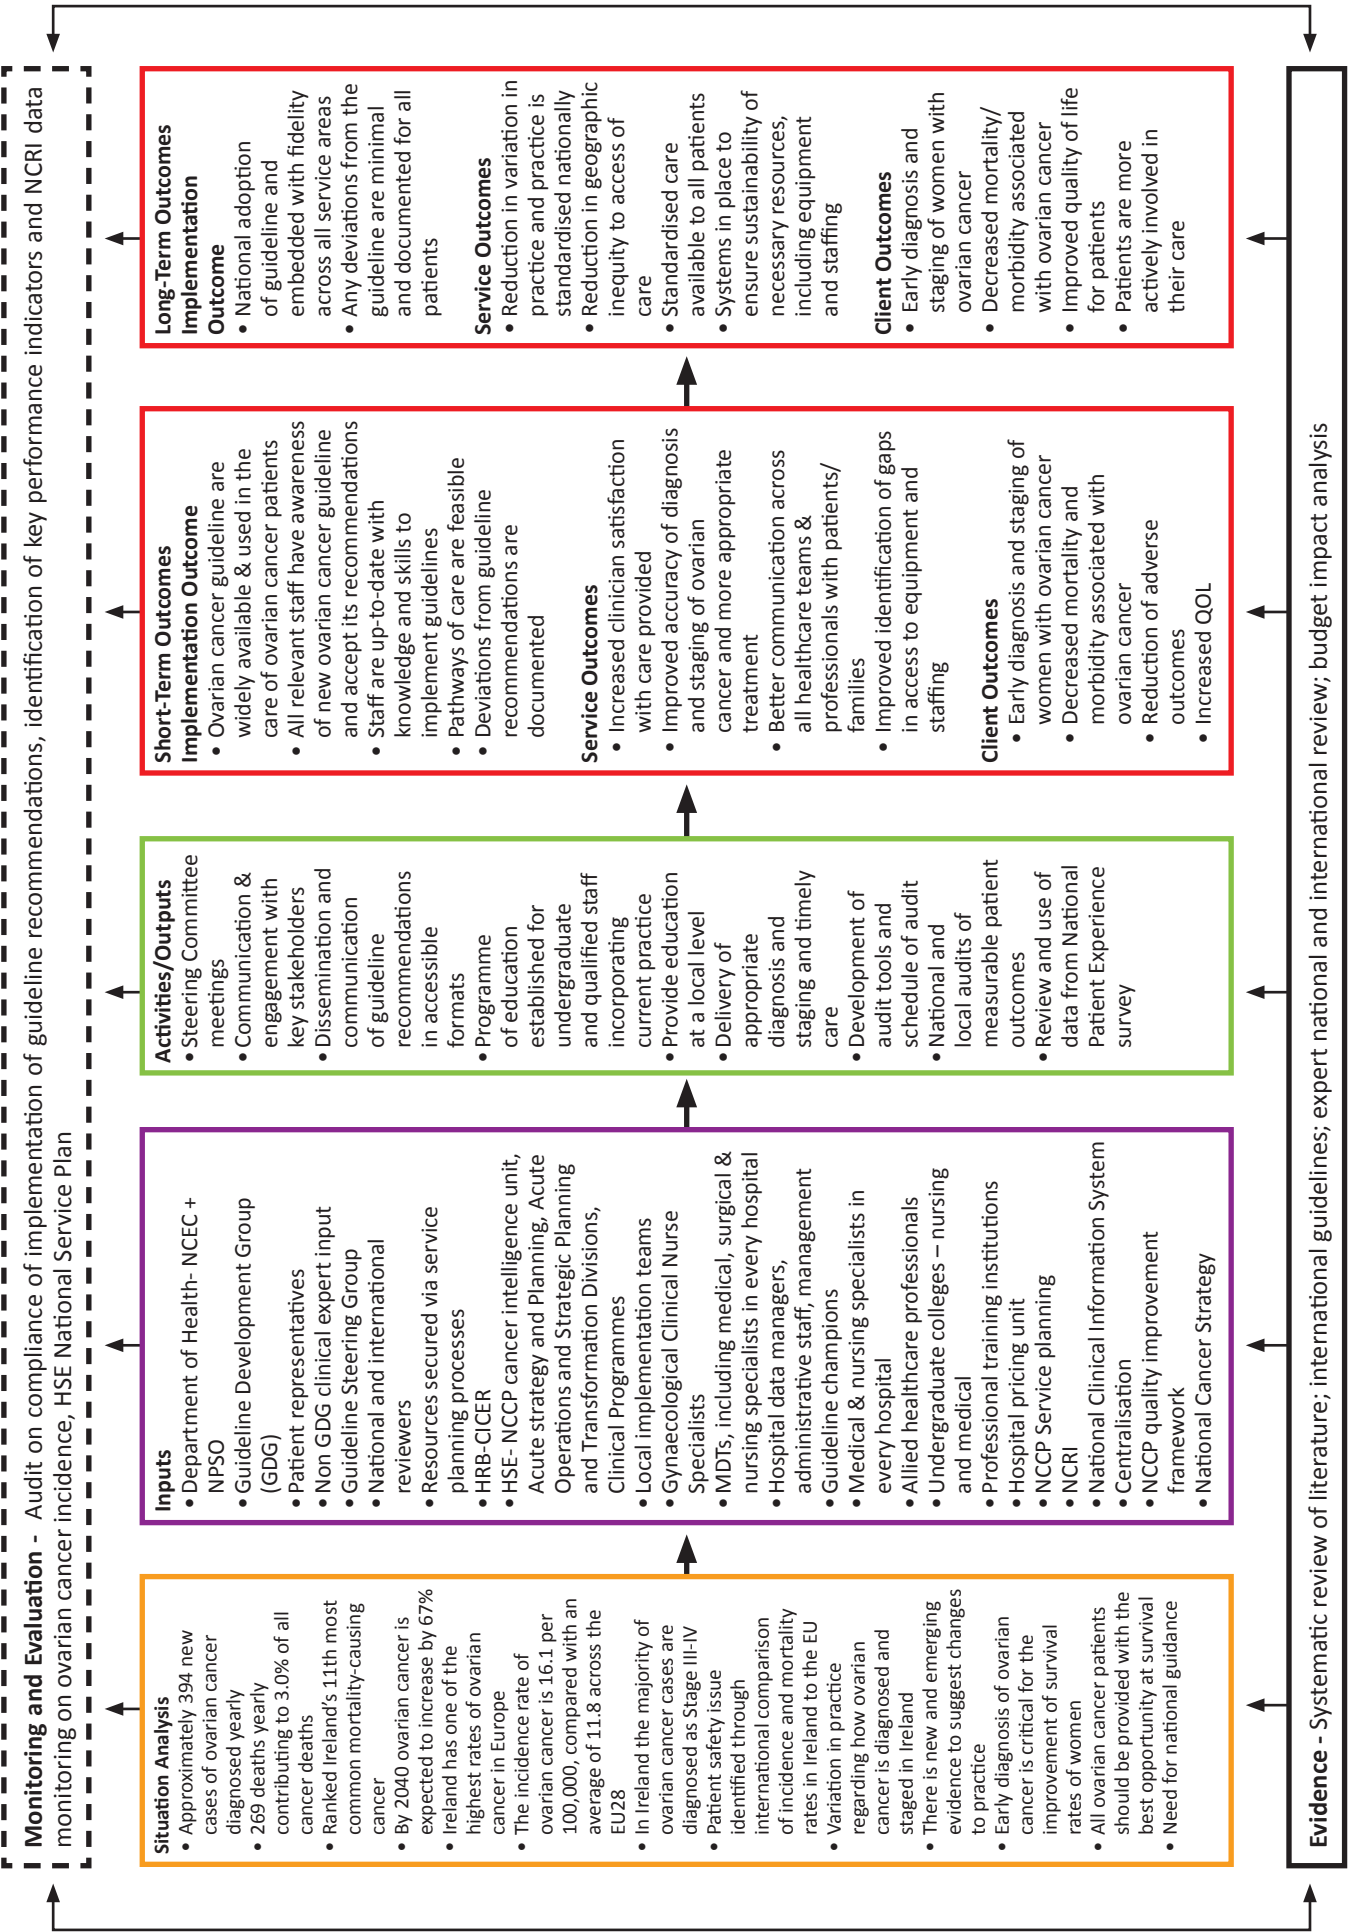 Monitoring and Evaluation - Audit on compliance of implementation of guideline recommendations, identification of key performance indicators and NCRI data
monitoring on ovarian cancer incidence, HSE National Service Plan
Situation Analysis
• Approximately 394 new
cases of ovarian cancer
diagnosed yearly
• 269 deaths yearly
contributing to 3.0% of all
cancer deaths
• Ranked Ireland's 11th most
common mortality-causing
cancer
• By 2040 ovarian cancer is
expected to increase by 67%
• Ireland has one of the
highest rates of ovarian
cancer in Europe
• The incidence rate of
ovarian cancer is 16.1 per
100,000, compared with an
average of 11.8 across the
EU28
• In Ireland the majority of
ovarian cancer cases are
diagnosed as Stage III-IV
• Patient safety issue
identified through
international comparison
of incidence and mortality
rates in Ireland to the EU
• Variation in practice
regarding how ovarian
cancer is diagnosed and
staged in Ireland
• There is new and emerging
evidence to suggest changes
to practice
• Early diagnosis of ovarian
cancer is critical for the
improvement of survival
rates of women
• All ovarian cancer patients
should be provided with the
best opportunity at survival
• Need for national guidance
Inputs
• Department of Health- NCEC +
NPSO
• Guideline Development Group
(GDG)
• Patient representatives
• Non GDG clinical expert input
• Guideline Steering Group
• National and international
reviewers
• Resources secured via service
planning processes
• HRB-CICER
• HSE- NCCP cancer intelligence unit,
Acute strategy and Planning, Acute
Operations and Strategic Planning
and Transformation Divisions,
Clinical Programmes
• Local implementation teams
• Gynaecological Clinical Nurse
Specialists
• MDTs, including medical, surgical &
nursing specialists in every hospital
• Hospital data managers,
administrative staff, management
• Guideline champions
• Medical & nursing specialists in
every hospital
• Allied healthcare professionals
• Undergraduate colleges – nursing
and medical
• Professional training institutions
• Hospital pricing unit
• NCCP Service planning
• NCRI
• National Clinical Information System
• Centralisation
• NCCP quality improvement
framework
• National Cancer Strategy
Activities/Outputs
• Steering Committee
meetings
• Communication &
engagement with
key stakeholders
• Dissemination and
communication
of guideline
recommendations
in accessible
formats
• Programme
of education
established for
undergraduate
and qualified staff
incorporating
current practice
• Provide education
at a local level
• Delivery of
appropriate
diagnosis and
staging and timely
care
• Development of
audit tools and
schedule of audit
• National and
local audits of
measurable patient
outcomes
• Review and use of
data from National
Patient Experience
survey
Short-Term Outcomes
Implementation Outcome
• Ovarian cancer guideline are
widely available & used in the
care of ovarian cancer patients
• All relevant staff have awareness
of new ovarian cancer guideline
and accept its recommendations
• Staff are up-to-date with
knowledge and skills to
implement guidelines
• Pathways of care are feasible
• Deviations from guideline
recommendations are
documented
Service Outcomes
• Increased clinician satisfaction
with care provided
• Improved accuracy of diagnosis
and staging of ovarian
cancer and more appropriate
treatment
• Better communication across
all healthcare teams &
professionals with patients/
families
• Improved identification of gaps
in access to equipment and
staffing
Client Outcomes
• Early diagnosis and staging of
women with ovarian cancer
• Decreased mortality and
morbidity associated with
ovarian cancer
• Reduction of adverse
outcomes
• Increased QOL
Long-Term Outcomes
Implementation
Outcome
• National adoption
of guideline and
embedded with fidelity
across all service areas
• Any deviations from the
guideline are minimal
and documented for all
patients
Service Outcomes
• Reduction in variation in
practice and practice is
standardised nationally
• Reduction in geographic
inequity to access of
care
• Standardised care
available to all patients
• Systems in place to
ensure sustainability of
necessary resources,
including equipment
and staffing
Client Outcomes
• Early diagnosis and
staging of women with
ovarian cancer
• Decreased mortality/
morbidity associated
with ovarian cancer
• Improved quality of life
for patients
• Patients are more
actively involved in
their care
Evidence - Systematic review of literature; international guidelines; expert national and international review; budget impact analysis